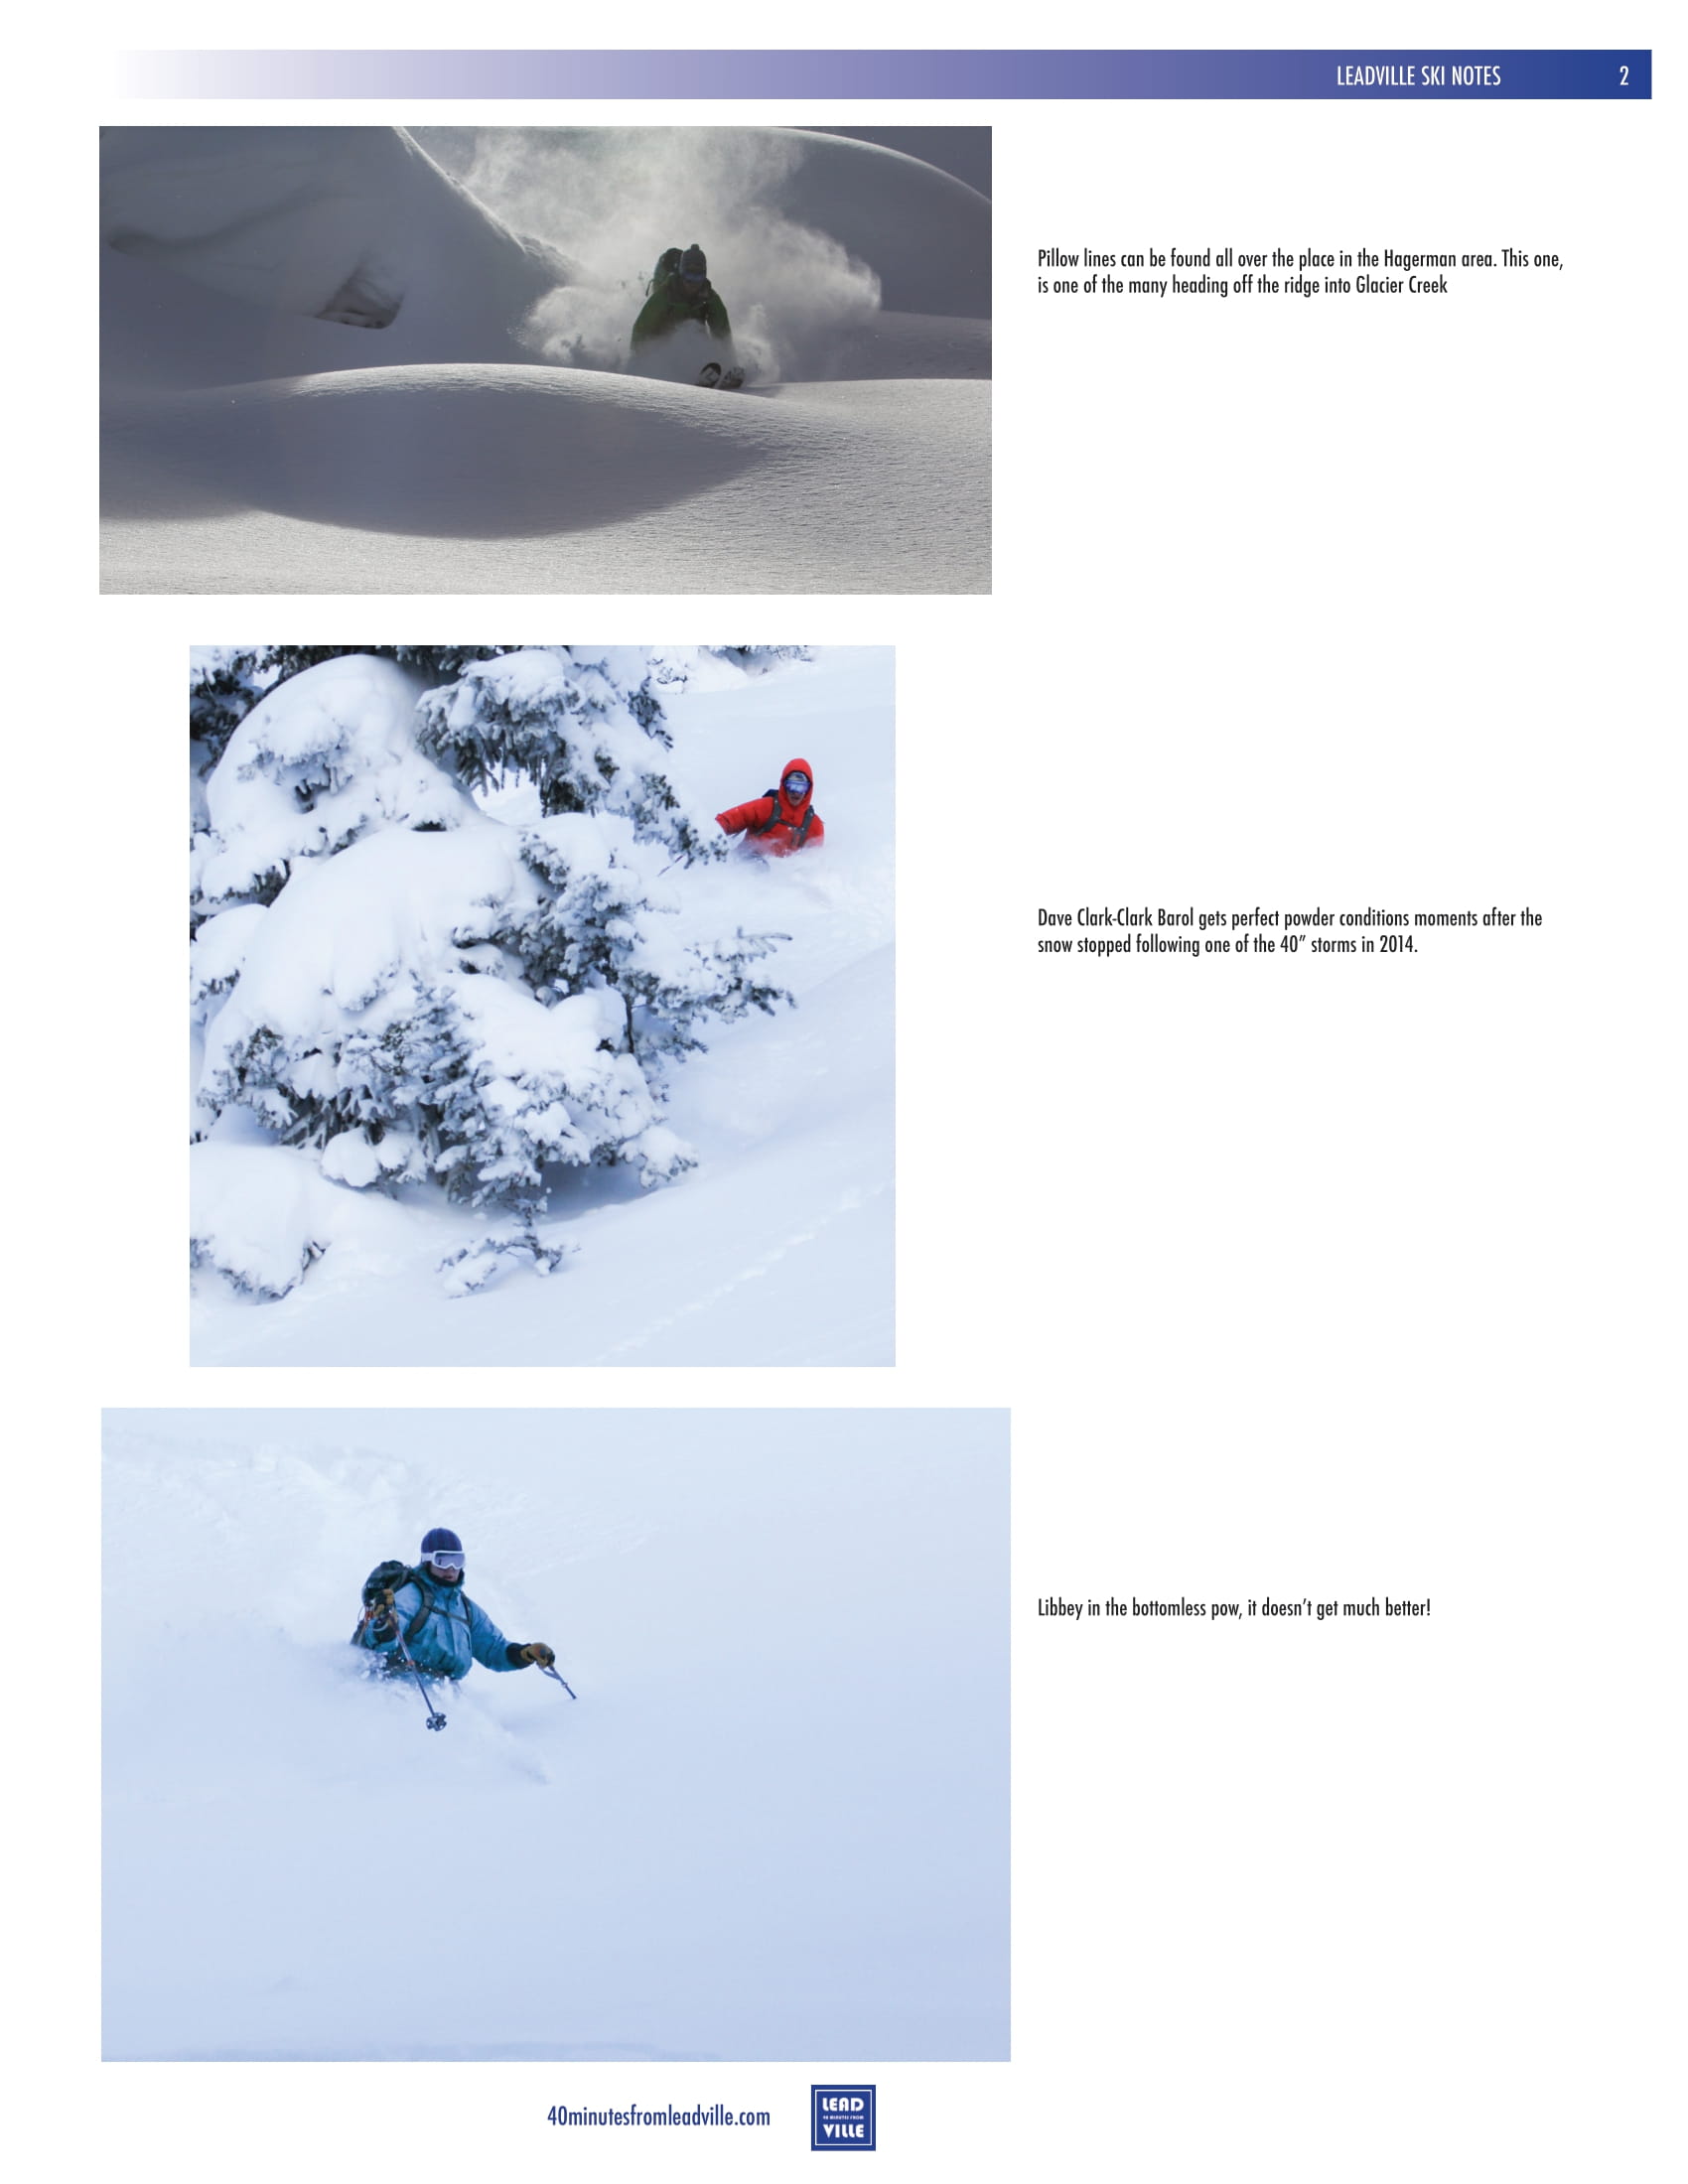 LEADVILLE SKI NOTES 2
Pillow lines can be found all over the place in the Hagerman area. This one,
is one of the many heading off the ridge into Glacier Creek
Dave Clark-Clark Barol gets perfect powder conditions moments after the
snow stopped following one of the 40” storms in 2014.
Libbey in the bottomless pow, it doesn’t get much better!
40minutesfromleadville.com
LEAD
40 MINUTES FROM
VILLE